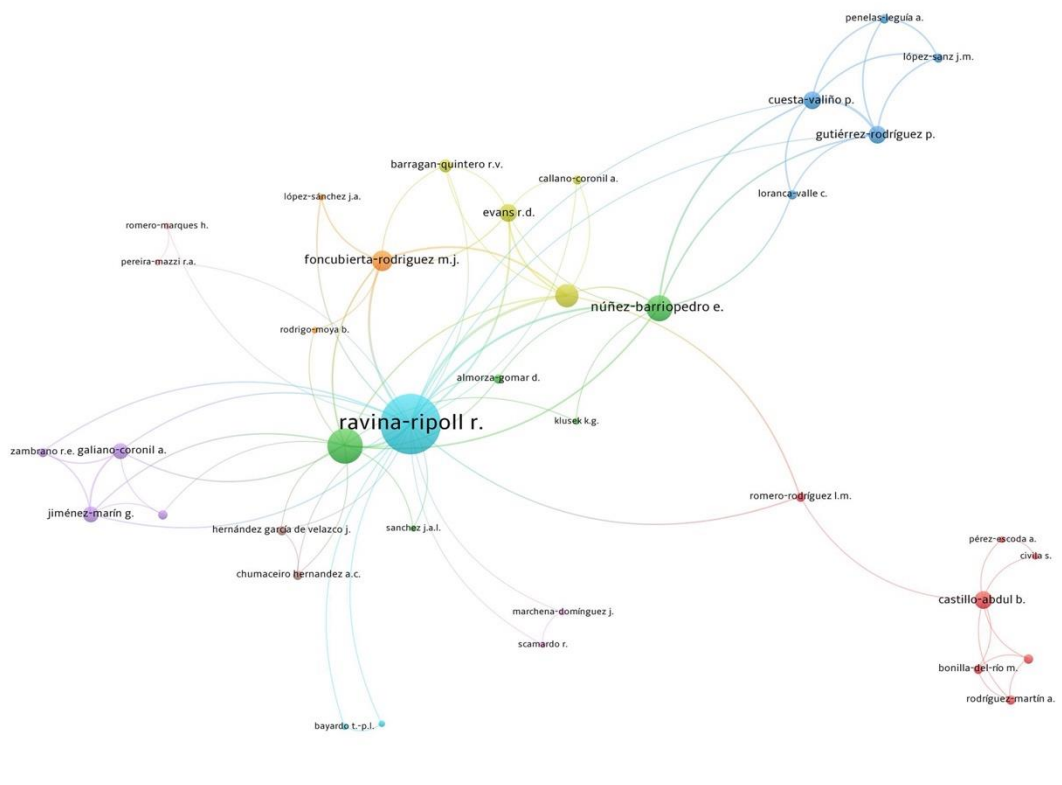 penelas-leguía a.
lópez-sanz j.m.
cuesta-valiño p.
gutiérrez-rodríguez p.
barragan-quintero r.v.
callano-coronil a.
lópez-sánchez j.a.
loranca-valle c.
evans r.d.
romero-marques h.
foncubierta-rodriguez m.j.
pereira-mazzi r.a.
núñez-barriopedro e.
rodrigo-moya b.
almorza-gomar d.
ravina-ripoll r.
klusek k.g.
zambrano r.e.
galiano-coronil a.
romero-rodríguez l.m.
jiménez-marín g.
hernández garcía de velazco j.
sanchez j.a.l.
pérez-escoda a.
civila s.
chumaceiro hernandez a.c.
castillo-abdul b.
marchena-domínguez j.
scamardo r.
bonilla-del-río m.
rodríguez-martín a.
bayardo t.-p.l.